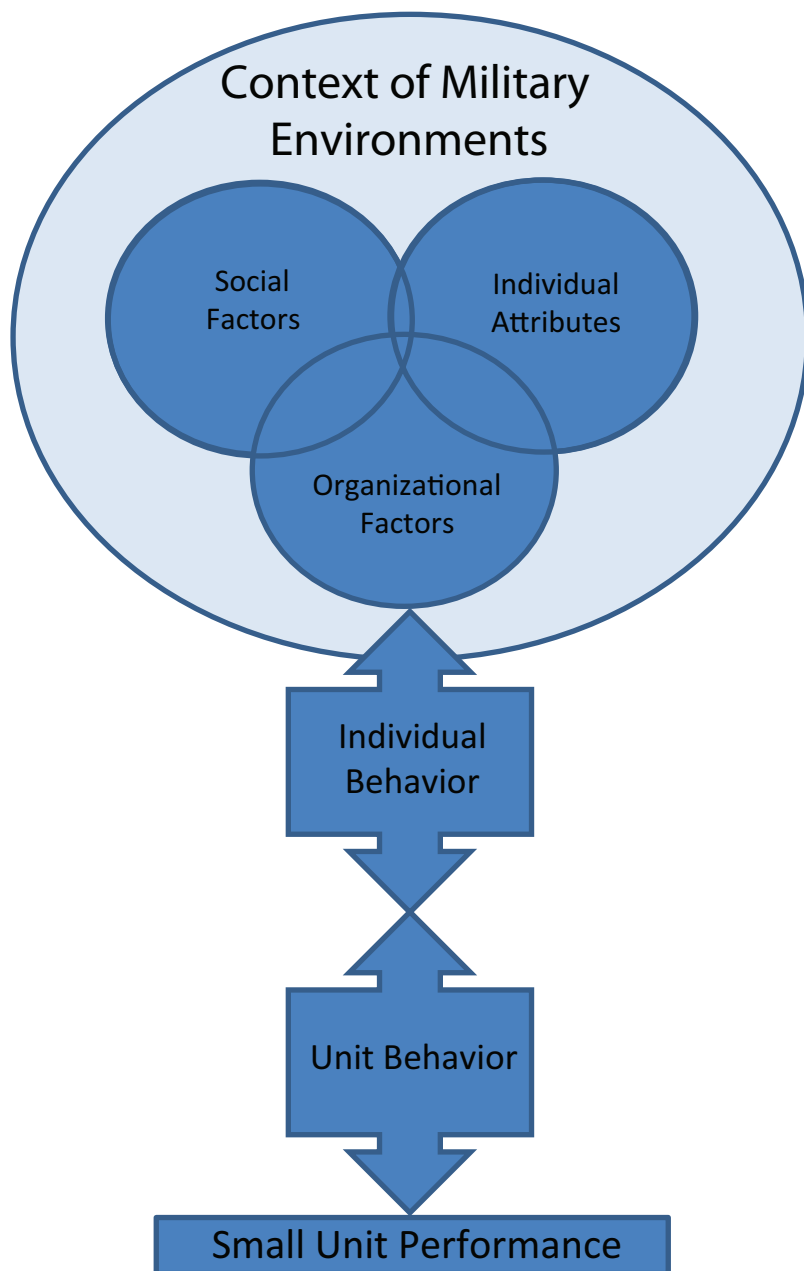 Context of Military
Environments
Social
Factors
Individual
Attributes
Organizational
Factors
Individual
Behavior
Unit Behavior
Small Unit Performance